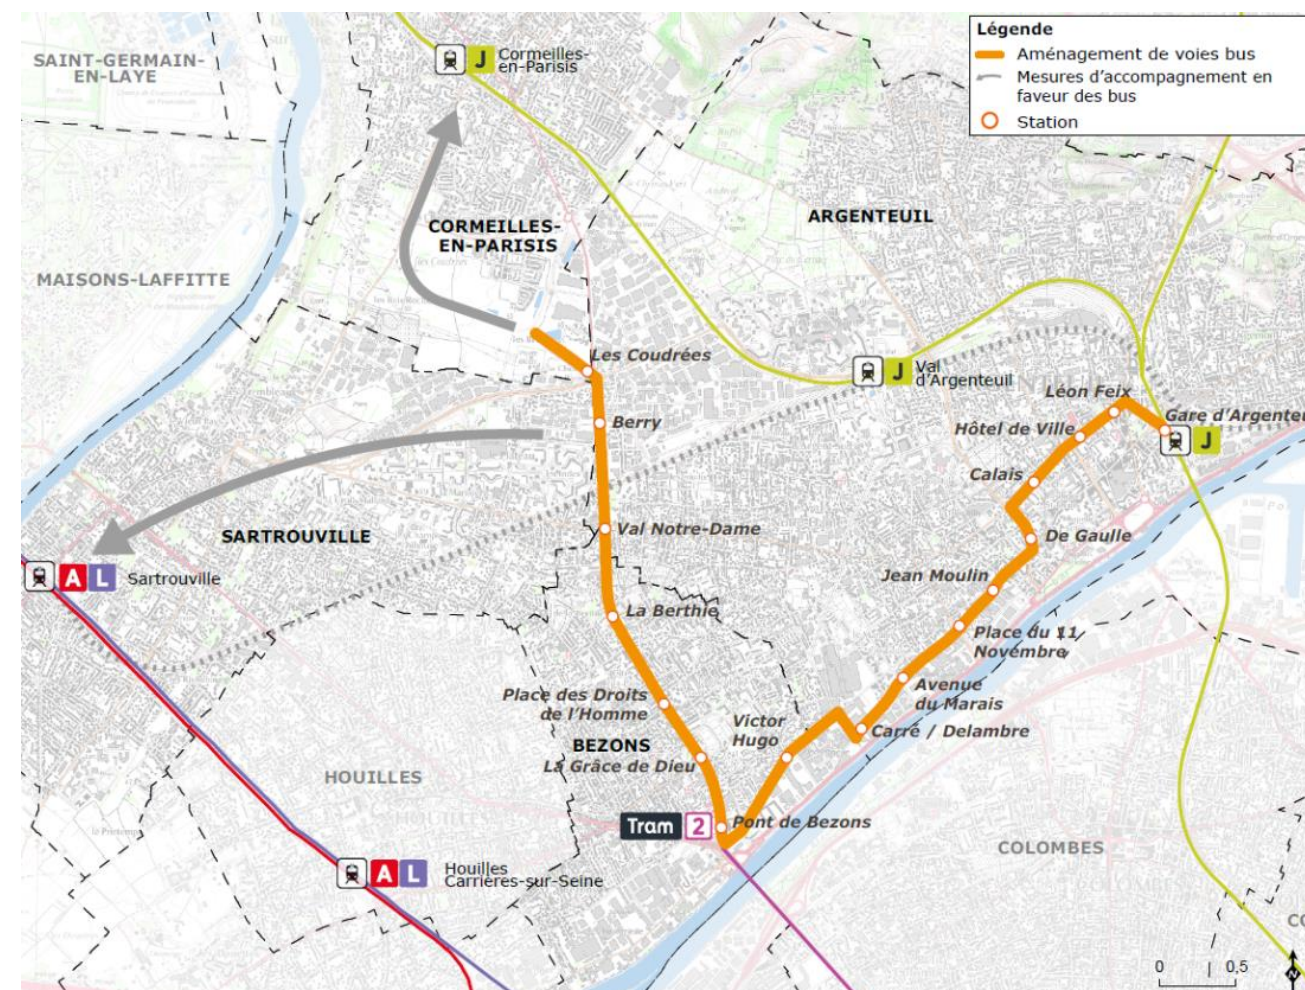 Légende
Aménagement de voies bus
Mesures d'accompagnement en
faveur des bus
Station
SAINT-GERMAIN-
EN-LAYE
J
Cormeilles-
en-Parisis
CORMEILLES-
EN-PARISIS
ARGENTEUIL
MAISONS-LAFFITTE
Les Coudrées
J
Val
d'Argenteuil
Léon Feix
Gare d'Argenteu
J
Berry
Hôtel de Ville
Calais
SARTROUVILLE
Val Notre-Dame
De Gaulle
A L
Sartrouville
Jean Moulin
La Berthie
Place du 11
Novembre
Place des Droits
de l'Homme
Avenue
du Marais
Victor
Hugo
Carré / Delambre
BEZONS
La Grâce de Dieu
HOUILLES
Tram 2
Pont de Bezons
COLOMBES
A L
Houilles
Carrières-sur-Seine
CO
0 0,5
N